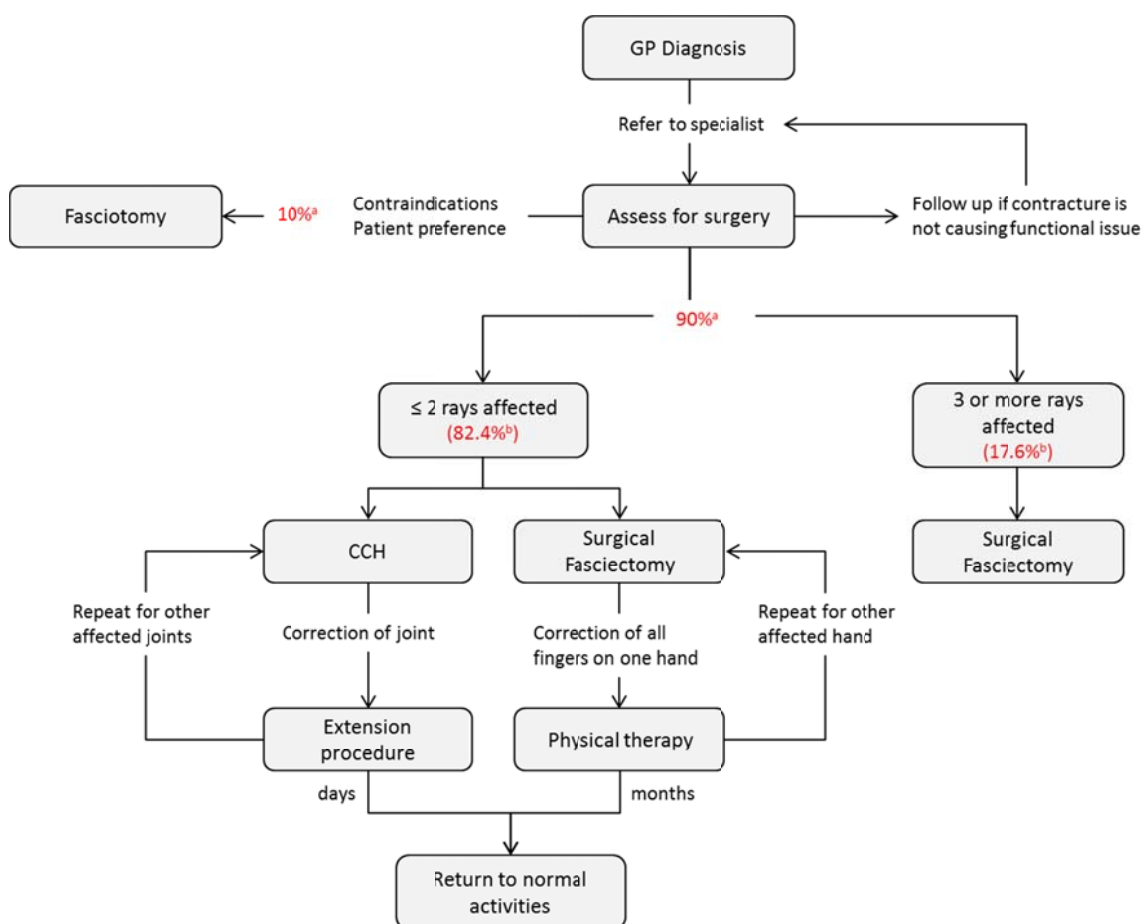 GP Diagnosis
Refer to specialist
Fasciotomy
10%ᵃ
Contraindications
Patient preference
Assess for surgery
Follow up if contracture is
not causing functional issue
90%ᵃ
≤ 2 rays affected
(82.4%ᵇ)
3 or more rays
affected
(17.6%ᵇ)
CCH
Surgical
Fasciectomy
Surgical
Fasciectomy
Repeat for other
affected joints
Correction of joint
Correction of all
fingers on one hand
Repeat for other
affected hand
Extension
procedure
Physical therapy
days
months
Return to normal
activities